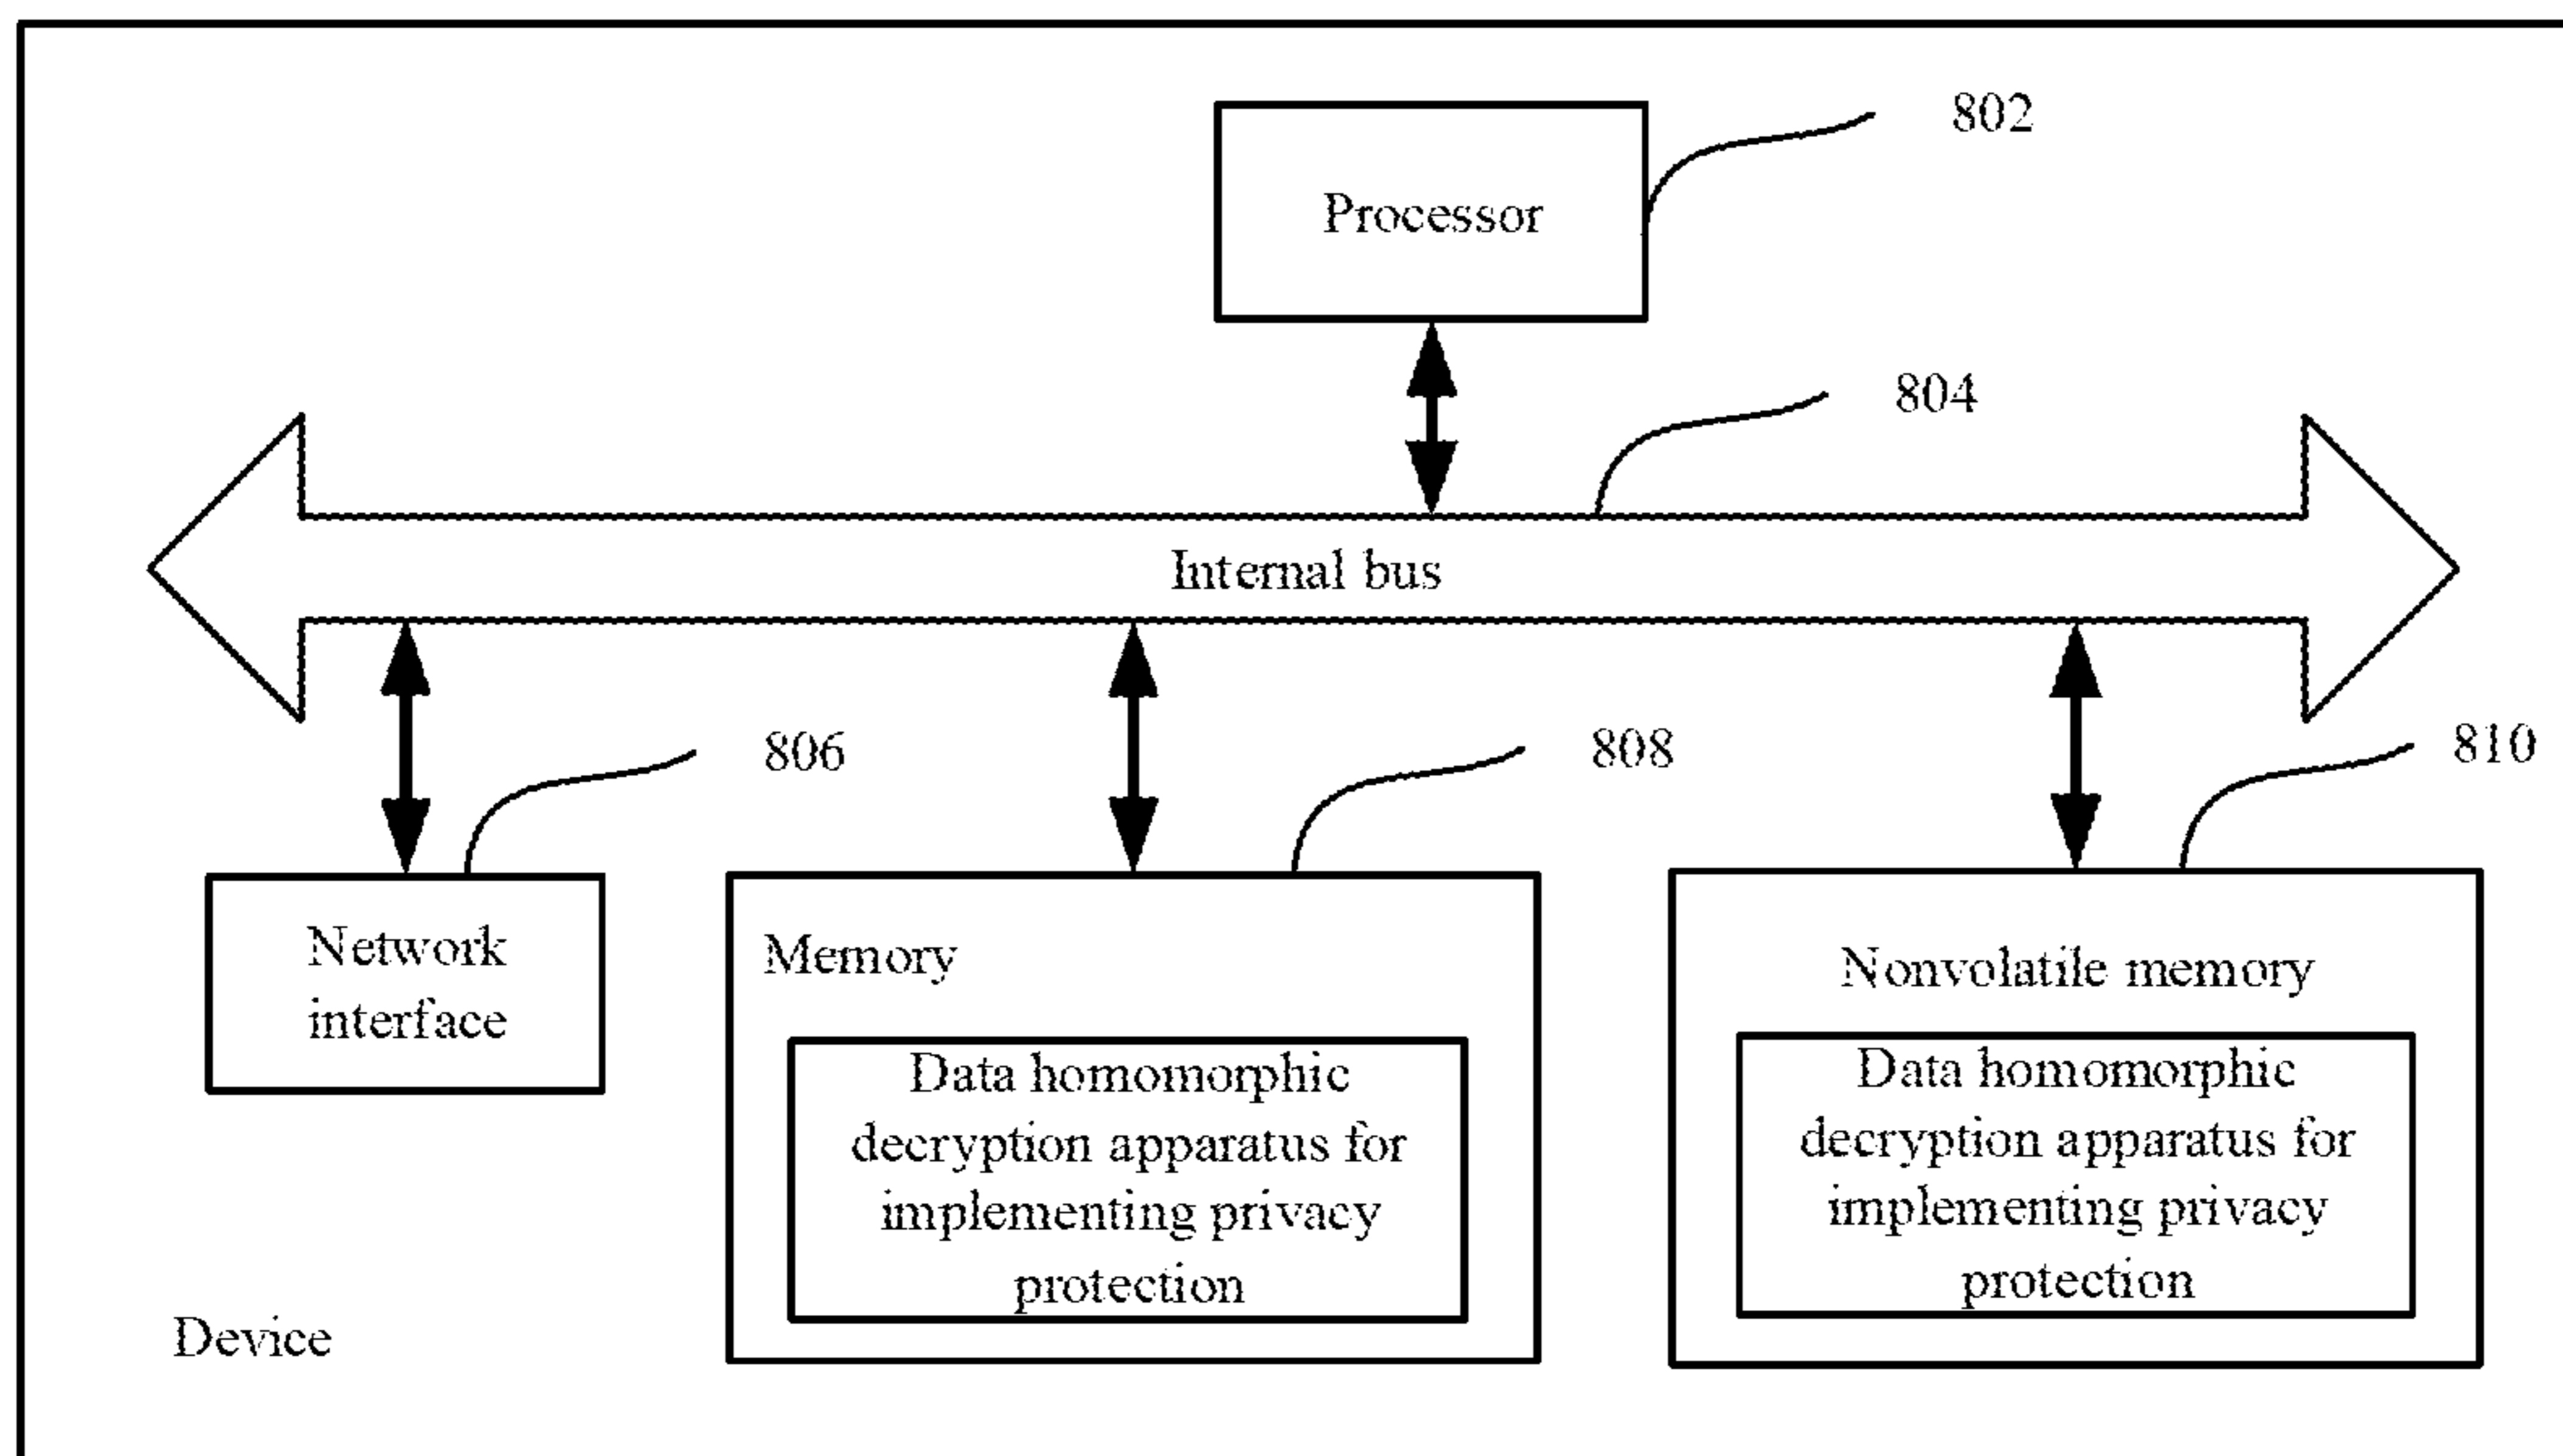 802
Processor
804
Internal bus
806
808
810
Network
interface
Memory
Data homomorphic
decryption apparatus for
implementing privacy
protection
Nonvolatile memory
Data homomorphic
decryption apparatus for
implementing privacy
protection
Device